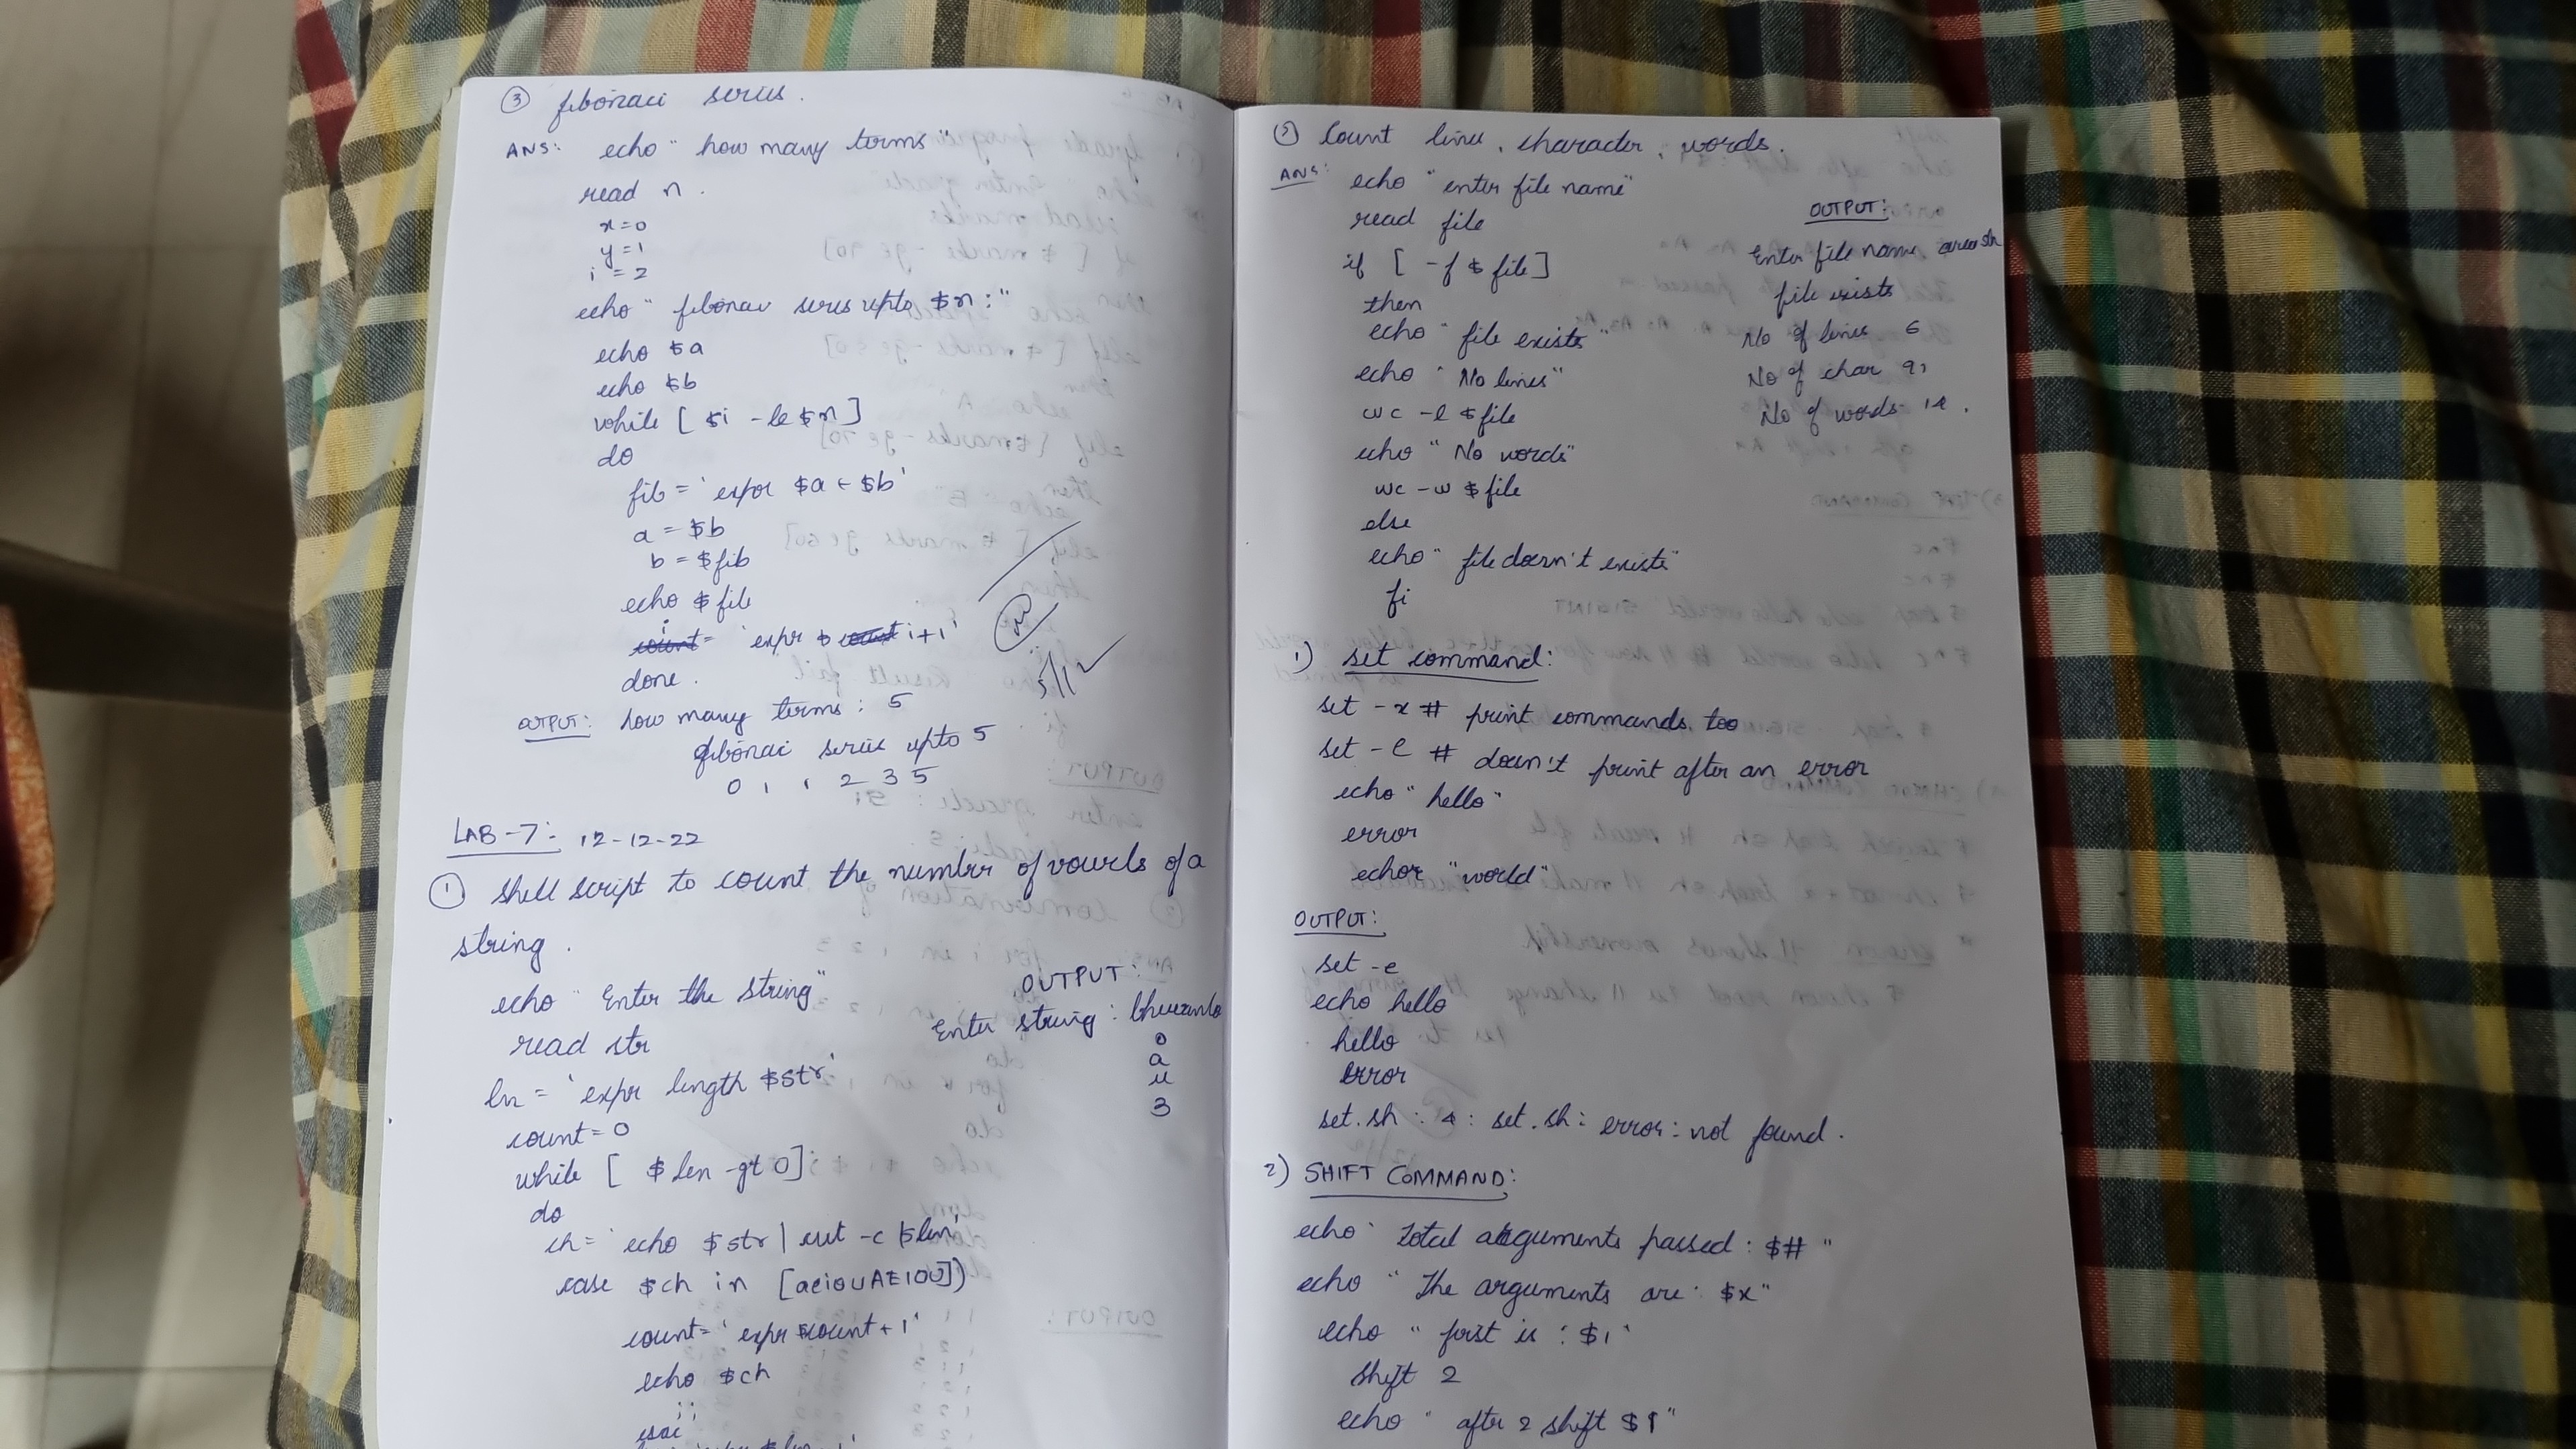 ③ fibonaci series.
ANS: echo "how many terms"
read n.
x=0
y=1
i=2
echo "fibonaci series upto $n:"
echo $a
echo $b
while [ $i -le $n ]
do
fib = `expr $a + $b`
a = $b
b = $fib
echo $fib
i = `expr $ i+1`
done.
OUTPUT: how many terms: 5
fibonaci series upto 5
0 1 1 2 3 5
LAB-7: 12-12-22
① Shell script to count the number of vowels of a
string.
echo "Enter the string"
read str
ln = `expr length $str`
count=0
while [ $len -gt 0 ]
do
ch = `echo $str | cut -c $len`
case $ch in [aeiouAEIOU])
count = `expr $count + 1`
echo $ch
;;
OUTPUT:
Enter string:
o
a
u
3
② Count line, character, words.
ANS: echo "enter file name"
read file
if [ -f $file ]
then
echo "file exists"
echo "No lines"
wc -l $file
echo "No words"
wc -w $file
else
echo "file doesn't exists"
fi
OUTPUT:
enter file name
file exists
No of lines 6
No of char 91
No of words 14.
1) set command:
set -x # print commands too
set -e # doesn't print after an error
echo "hello"
error
echo "world"
OUTPUT:
set -e
echo hello
hello
error
set.sh: 4: set.sh: error: not found.
2) SHIFT COMMAND:
echo "total arguments passed: $#"
echo "The arguments are: $x"
echo "first is: $1"
shift 2
echo "after 2 shift $1"